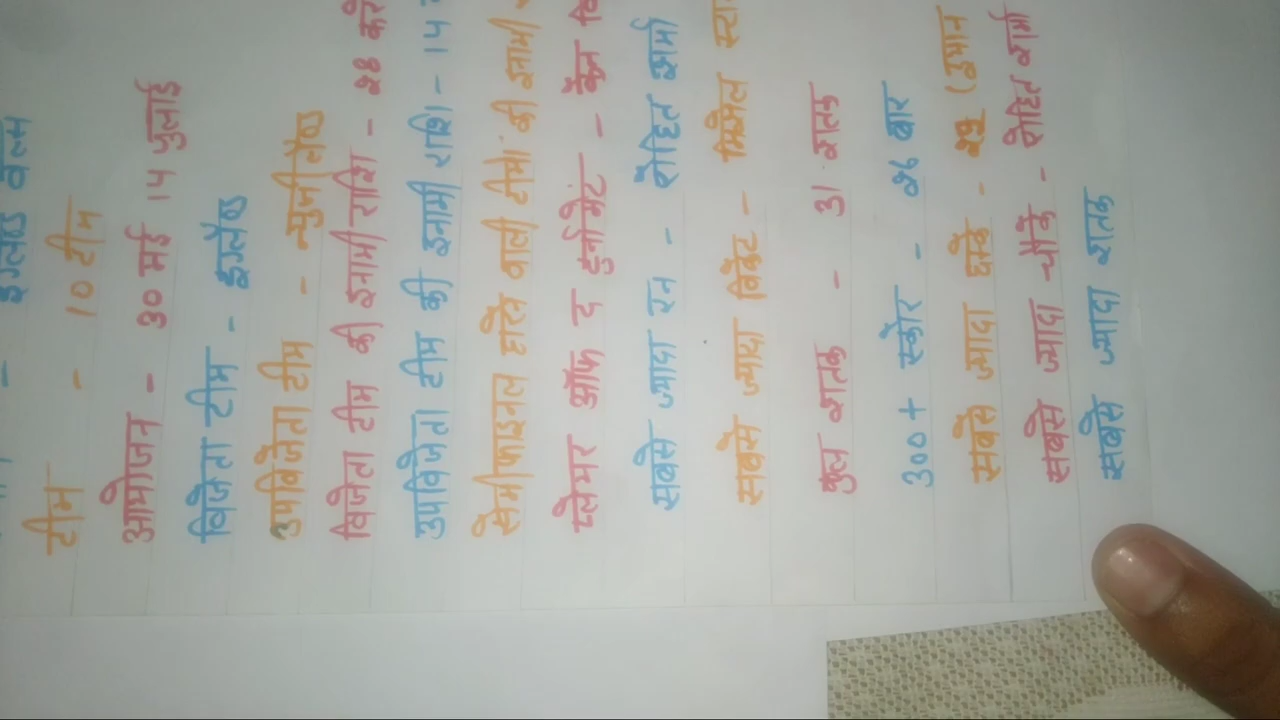 - इंग्लैंड वेल्स
टीम - 10 टीम
आयोजन - 30 मई 14 जुलाई
विजेता टीम - इंग्लैंड
उपविजेता टीम - न्युजीलैंड
विजेता टीम की इनामी राशि - 28 करो
उपविजेता टीम की इनामी राशि - 14
सेमीफाइनल हारने वाली टीमों की इनामी
प्लेयर ऑफ द टुर्नामेंट - केन वि
सबसे ज्यादा रन - रोहित शर्मा
सबसे ज्यादा विकेट - मिचेल स्टा
कुल शतक - 31 शतक
300+ स्कोर - 26 बार
सबसे ज्यादा छक्के - 22 (इयान
सबसे ज्यादा चौके - रोहित शर्मा
सबसे ज्यादा शतक